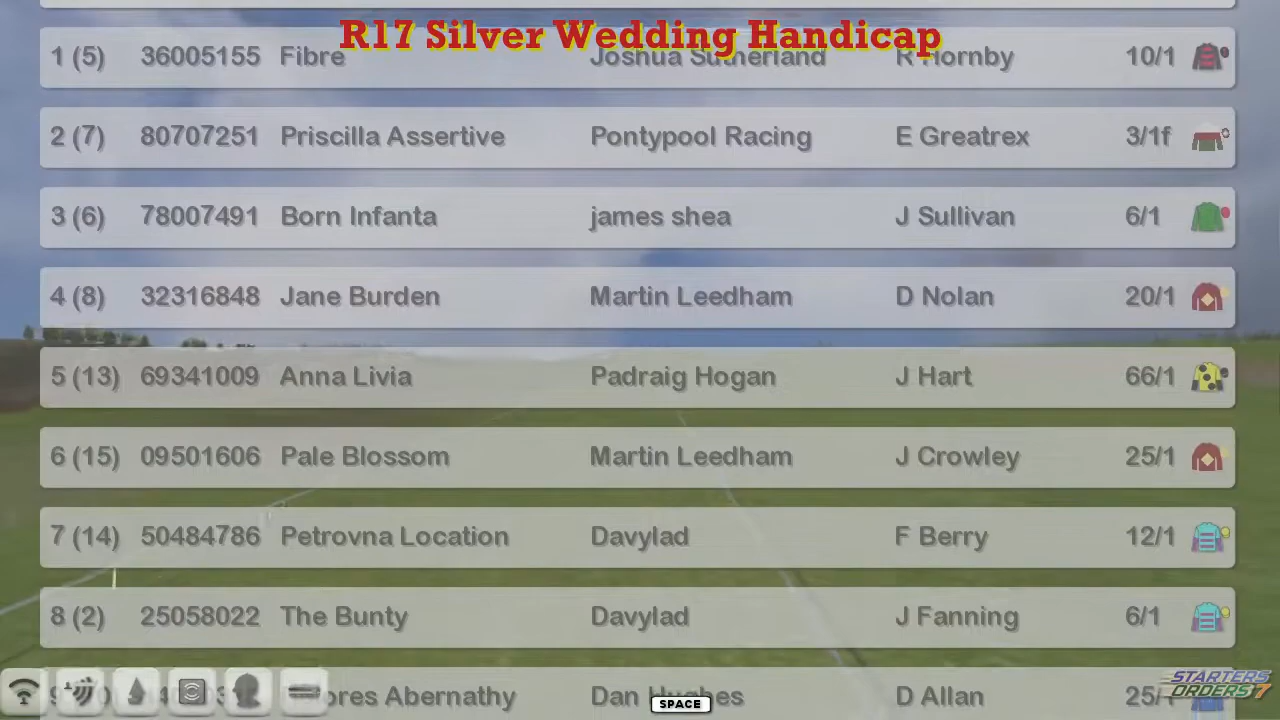 R17 Silver Wedding Handicap
1 (5) 36005155 Fibre Joshua Sutherland R Hornby 10/1
2 (7) 80707251 Priscilla Assertive Pontypool Racing E Greatrex 3/1f
3 (6) 78007491 Born Infanta james shea J Sullivan 6/1
4 (8) 32316848 Jane Burden Martin Leedham D Nolan 20/1
5 (13) 69341009 Anna Livia Padraig Hogan J Hart 66/1
6 (15) 09501606 Pale Blossom Martin Leedham J Crowley 25/1
7 (14) 50484786 Petrovna Location Davylad F Berry 12/1
8 (2) 25058022 The Bunty Davylad J Fanning 6/1
Abernathy Dan Hughes D Allan
SPACE
STARTERS
ORDERS 7